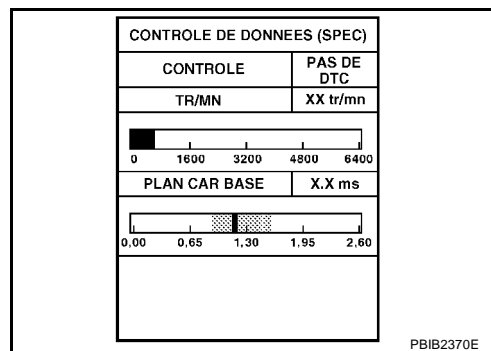 CONTROLE DE DONNEES (SPEC)
CONTROLE PAS DE DTC
TR/MN XX tr/mn
0 1600 3200 4800 6400
PLAN CAR BASE X.X ms
0,00 0,65 1,30 1,95 2,60
PBIB2370E